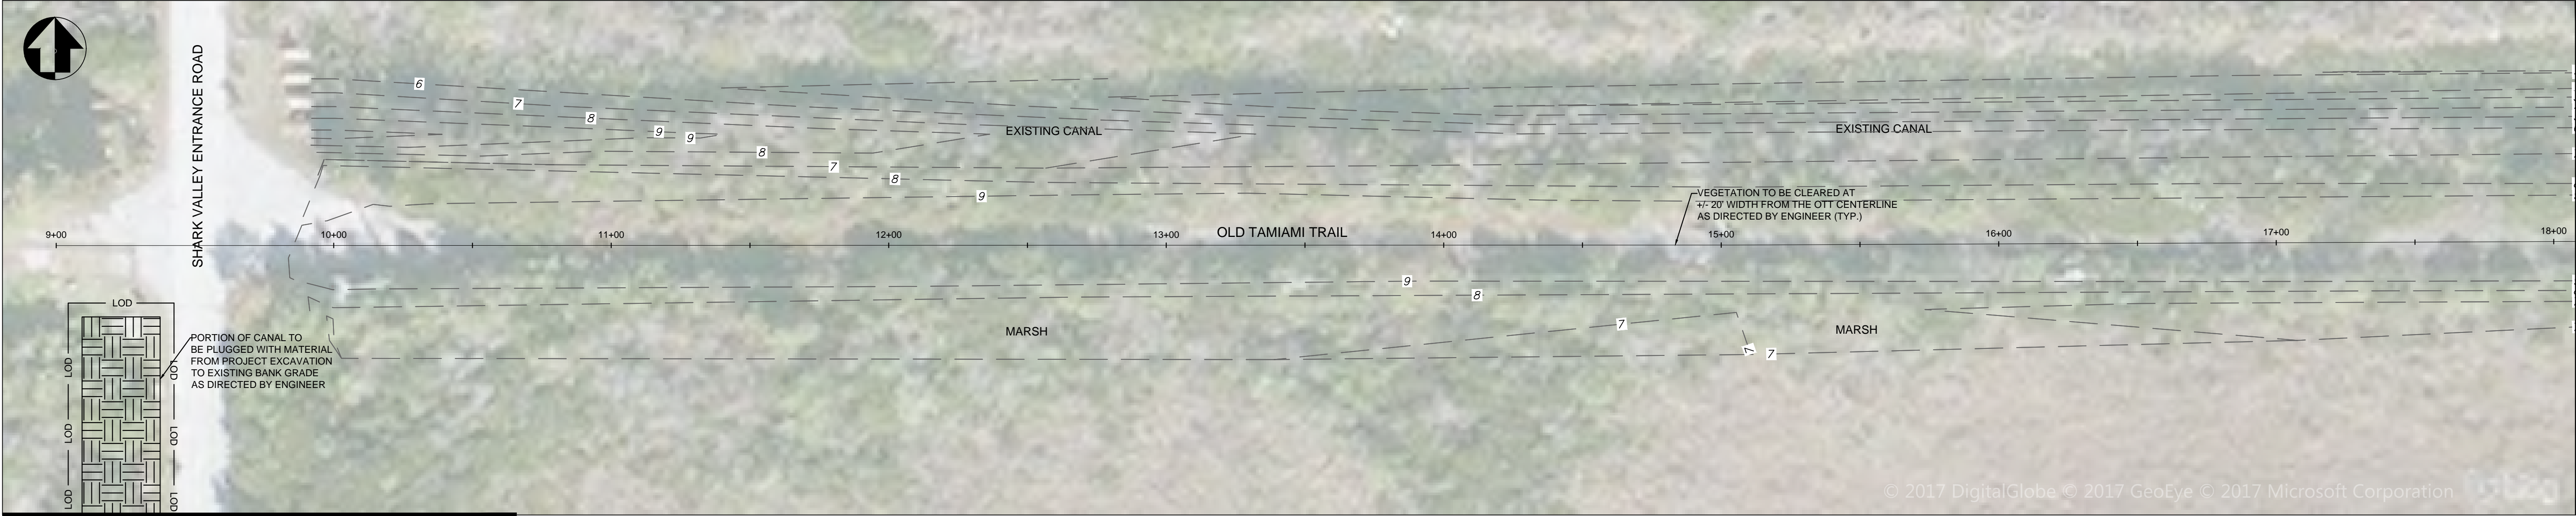 SHARK VALLEY ENTRANCE ROAD
6
7
8
9
9
8
7
8
9
EXISTING CANAL
EXISTING CANAL
VEGETATION TO BE CLEARED AT
+/- 20' WIDTH FROM THE OTT CENTERLINE
AS DIRECTED BY ENGINEER (TYP.)
OLD TAMIAMI TRAIL
9+00
10+00
11+00
12+00
13+00
14+00
15+00
16+00
17+00
18+00
9
8
7
7
7
MARSH
MARSH
LOD
LOD
LOD
LOD
LOD
LOD
LOD
PORTION OF CANAL TO
BE PLUGGED WITH MATERIAL
FROM PROJECT EXCAVATION
TO EXISTING BANK GRADE
AS DIRECTED BY ENGINEER
© 2017 DigitalGlobe © 2017 GeoEye © 2017 Microsoft Corporation
bing